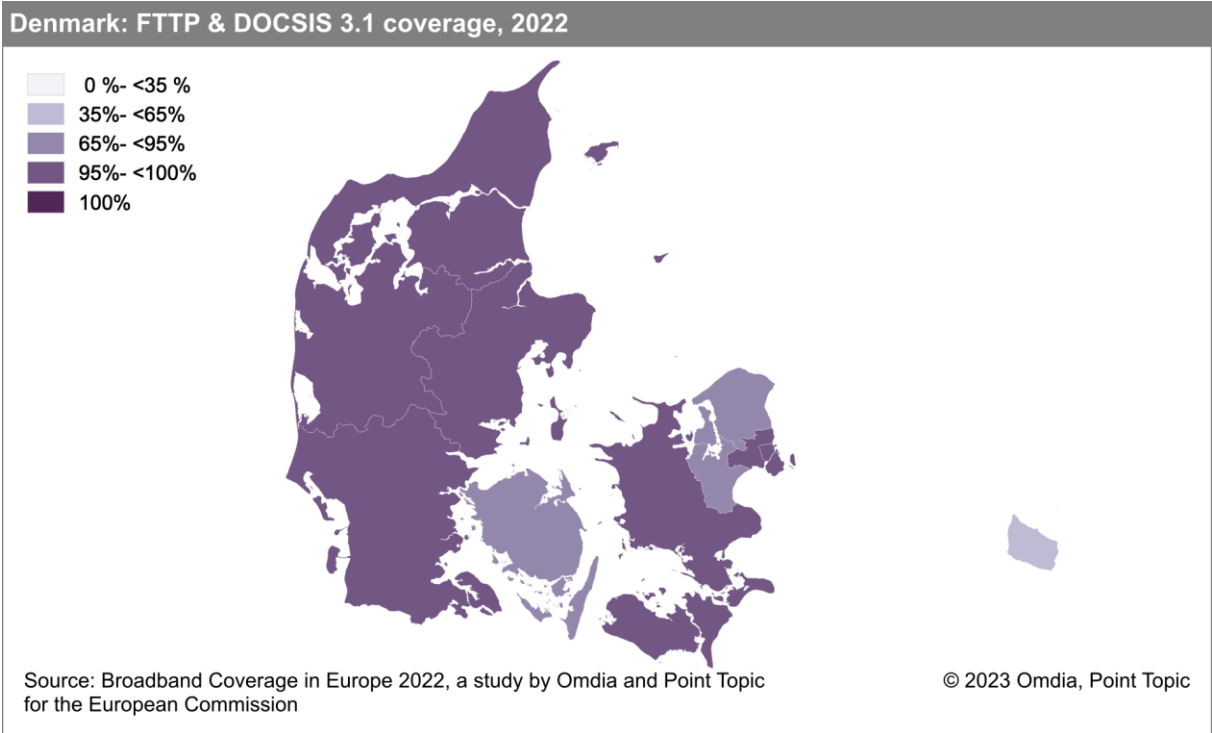 Denmark: FTTP & DOCSIS 3.1 coverage, 2022
0 %- <35 %
35%- <65%
65%- <95%
95%- <100%
100%
Source: Broadband Coverage in Europe 2022, a study by Omdia and Point Topic
for the European Commission
© 2023 Omdia, Point Topic